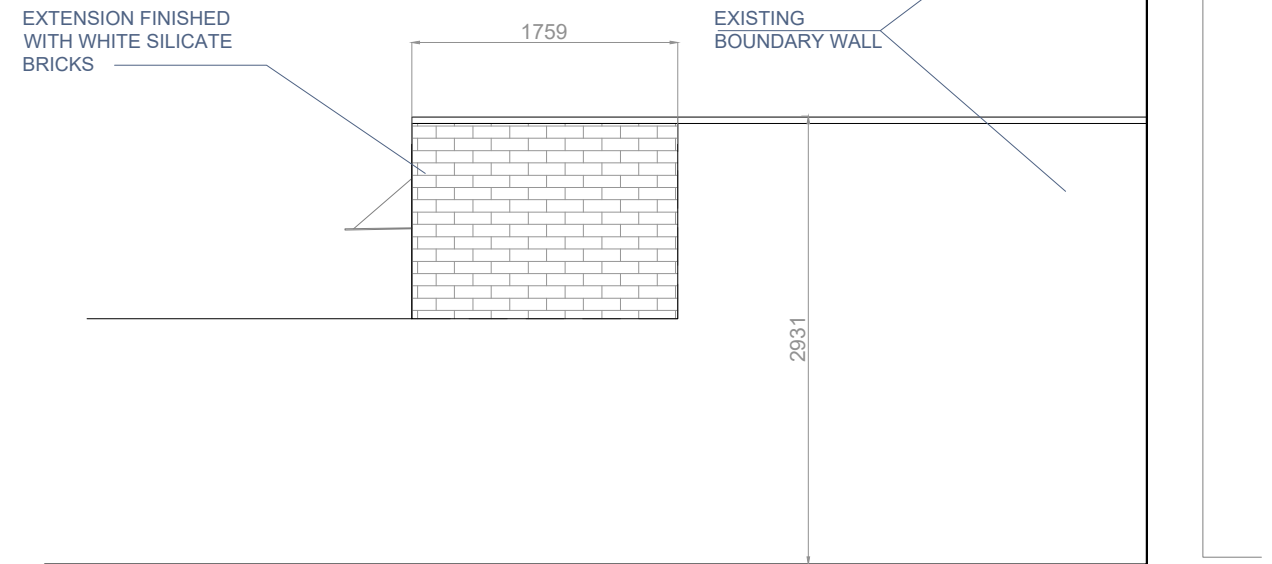 EXTENSION FINISHED
WITH WHITE SILICATE
BRICKS
1759
EXISTING
BOUNDARY WALL
2931